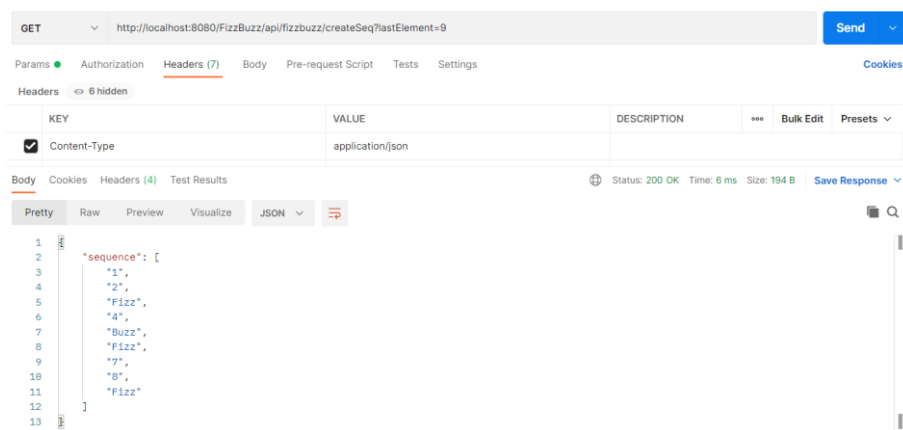 GET http://localhost:8080/FizzBuzz/api/fizzbuzz/createSeq?lastElement=9 Send
Params Authorization Headers (7) Body Pre-request Script Tests Settings Cookies
Headers 6 hidden
KEY VALUE DESCRIPTION ooo Bulk Edit Presets
Content-Type application/json
Body Cookies Headers (4) Test Results Status: 200 OK Time: 6 ms Size: 194 B Save Response
Pretty Raw Preview Visualize JSON
1 {
2 "sequence": [
3 "1",
4 "2",
5 "Fizz",
6 "4",
7 "Buzz",
8 "Fizz",
9 "7",
10 "8",
11 "Fizz"
12 ]
13 }